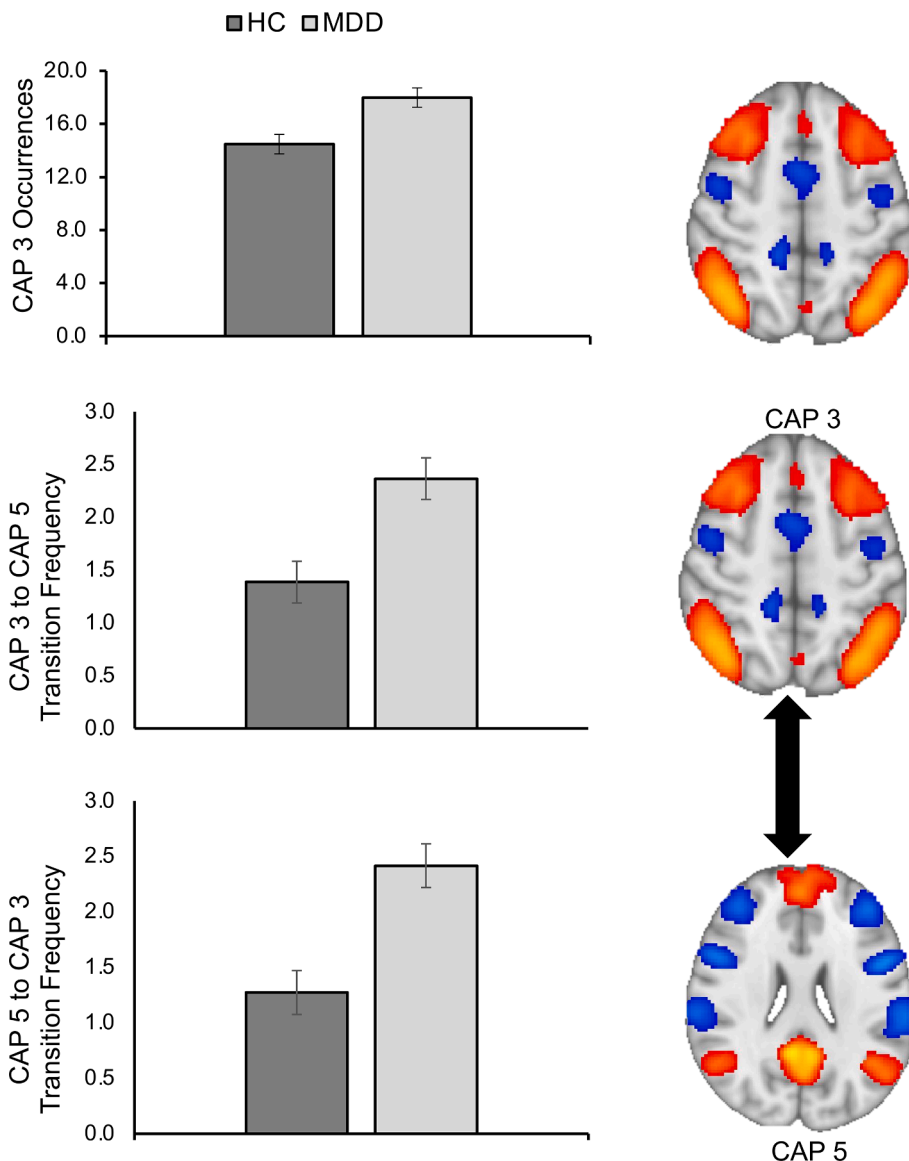 HC MDD
CAP 3 Occurrences
20.0
16.0
12.0
8.0
4.0
0.0
CAP 3 to CAP 5
Transition Frequency
3.0
2.5
2.0
1.5
1.0
0.5
0.0
CAP 3
CAP 5 to CAP 3
Transition Frequency
3.0
2.5
2.0
1.5
1.0
0.5
0.0
CAP 5